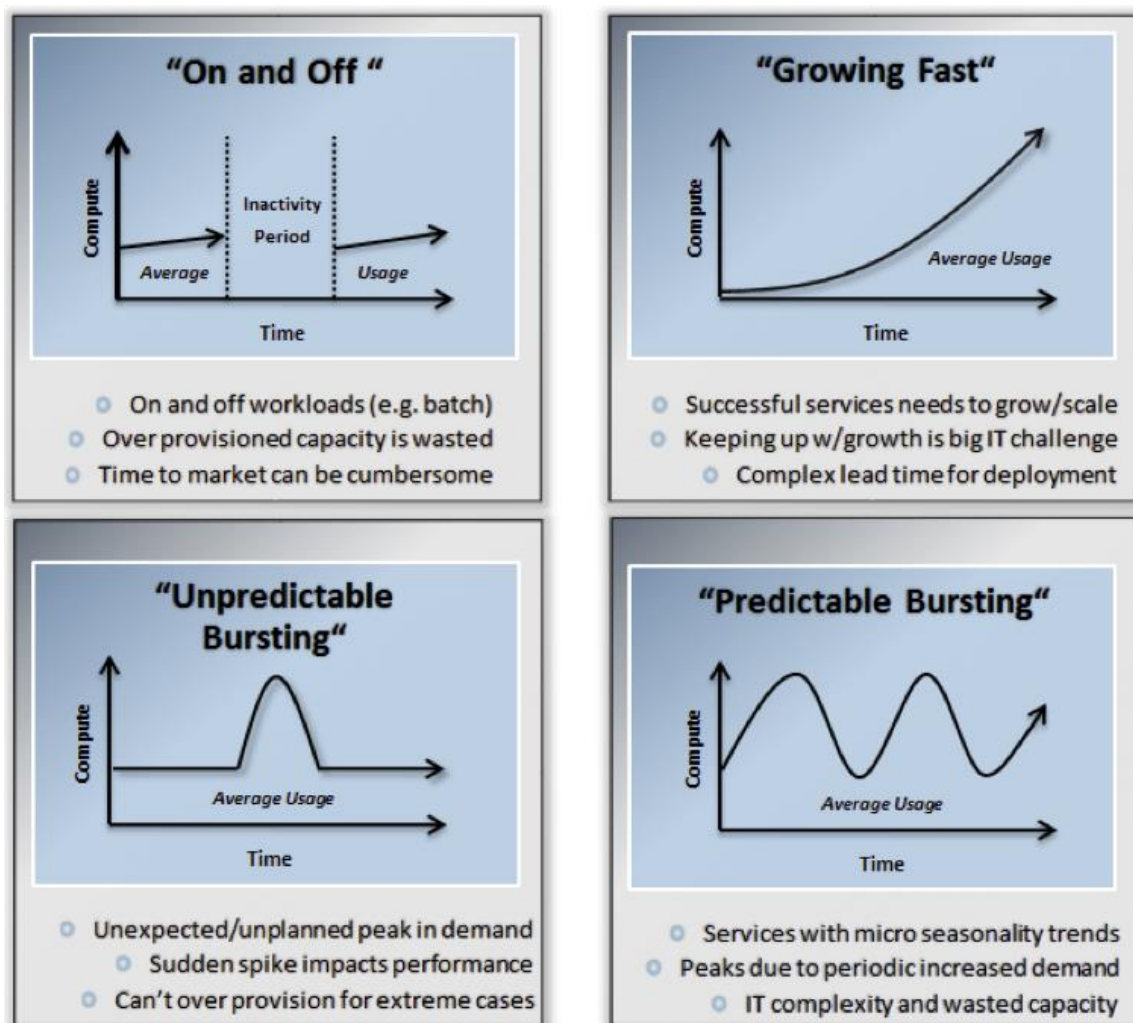 “On and Off “
Compute
Inactivity
Period
Average
Usage
Time
On and off workloads (e.g. batch)
Over provisioned capacity is wasted
Time to market can be cumbersome
“Growing Fast“
Compute
Average Usage
Time
Successful services needs to grow/scale
Keeping up w/growth is big IT challenge
Complex lead time for deployment
“Unpredictable
Bursting“
Compute
Average Usage
Time
Unexpected/unplanned peak in demand
Sudden spike impacts performance
Can’t over provision for extreme cases
“Predictable Bursting“
Compute
Average Usage
Time
Services with micro seasonality trends
Peaks due to periodic increased demand
IT complexity and wasted capacity